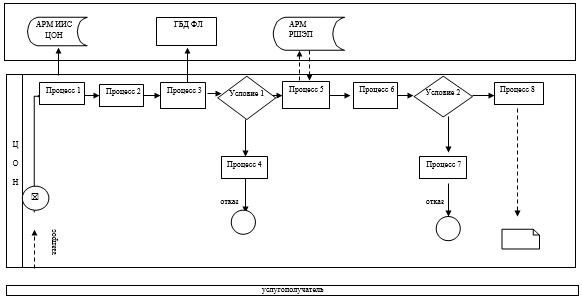 АРМ ИИС
ЦОН
ГБД ФЛ
АРМ
РШЭП
Процесс 1
Процесс 2
Процесс 3
Условие 1
Процесс 5
Процесс 6
Условие 2
Процесс 8
Ц
О
Н
Процесс 4
Процесс 7
отказ
отказ
запрос
услугополучатель